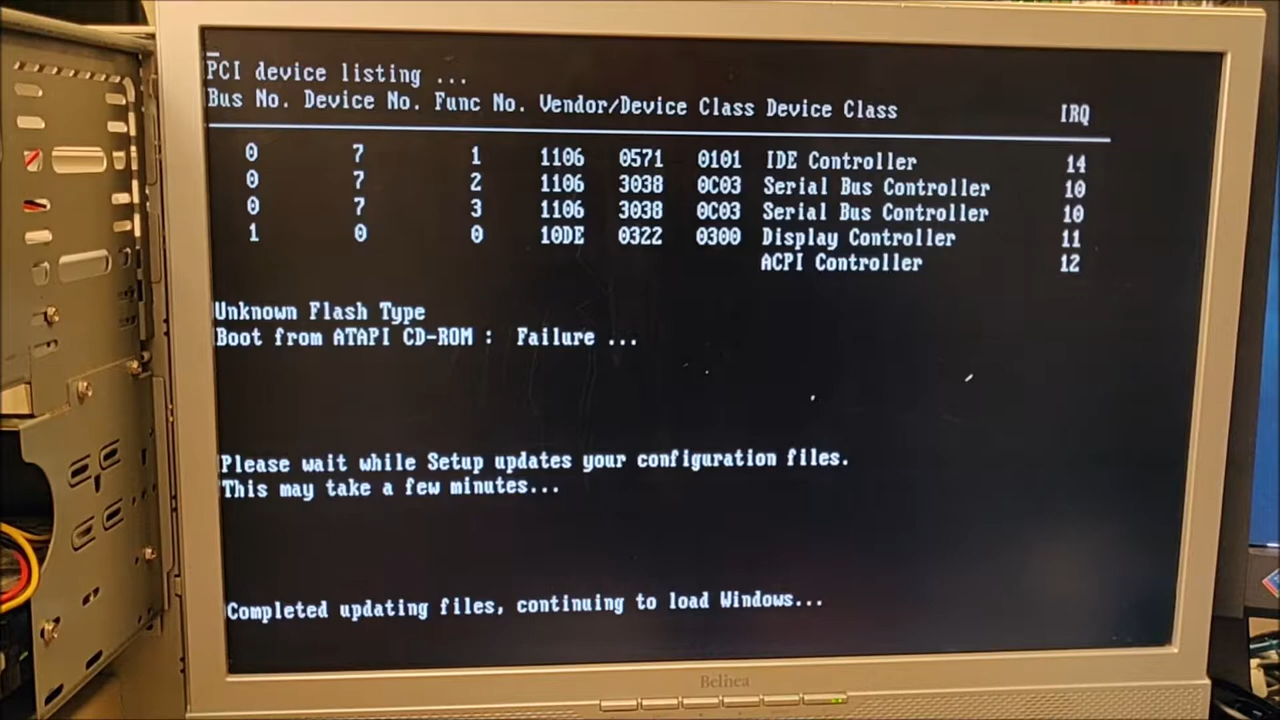 PCI device listing ...
Bus No. Device No. Func No. Vendor/Device Class Device Class IRQ
0 7 1 1106 0571 0101 IDE Controller 14
0 7 2 1106 3038 0C03 Serial Bus Controller 10
0 7 3 1106 3038 0C03 Serial Bus Controller 10
1 0 0 10DE 0322 0300 Display Controller 11
ACPI Controller 12
Unknown Flash Type
Boot from ATAPI CD-ROM : Failure ...
Please wait while Setup updates your configuration files.
This may take a few minutes...
Completed updating files, continuing to load Windows...
Belinea